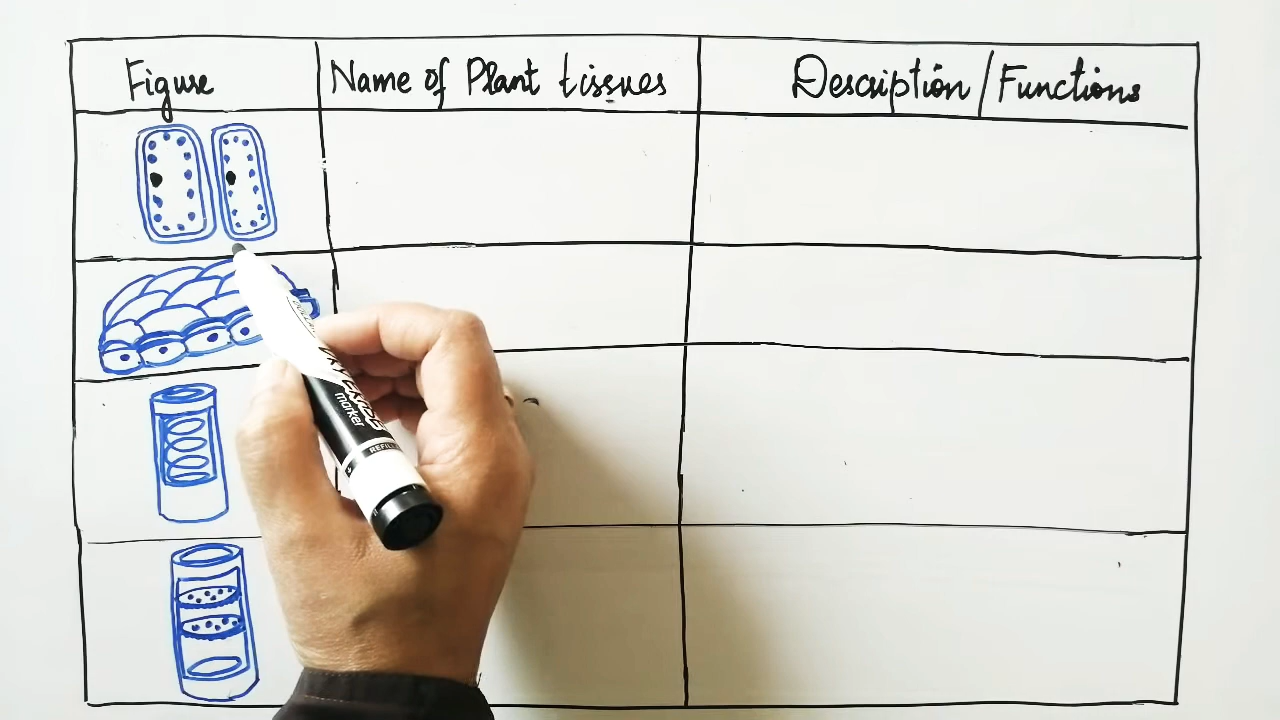 Figure
Name of Plant tissues
Description/Functions
marker